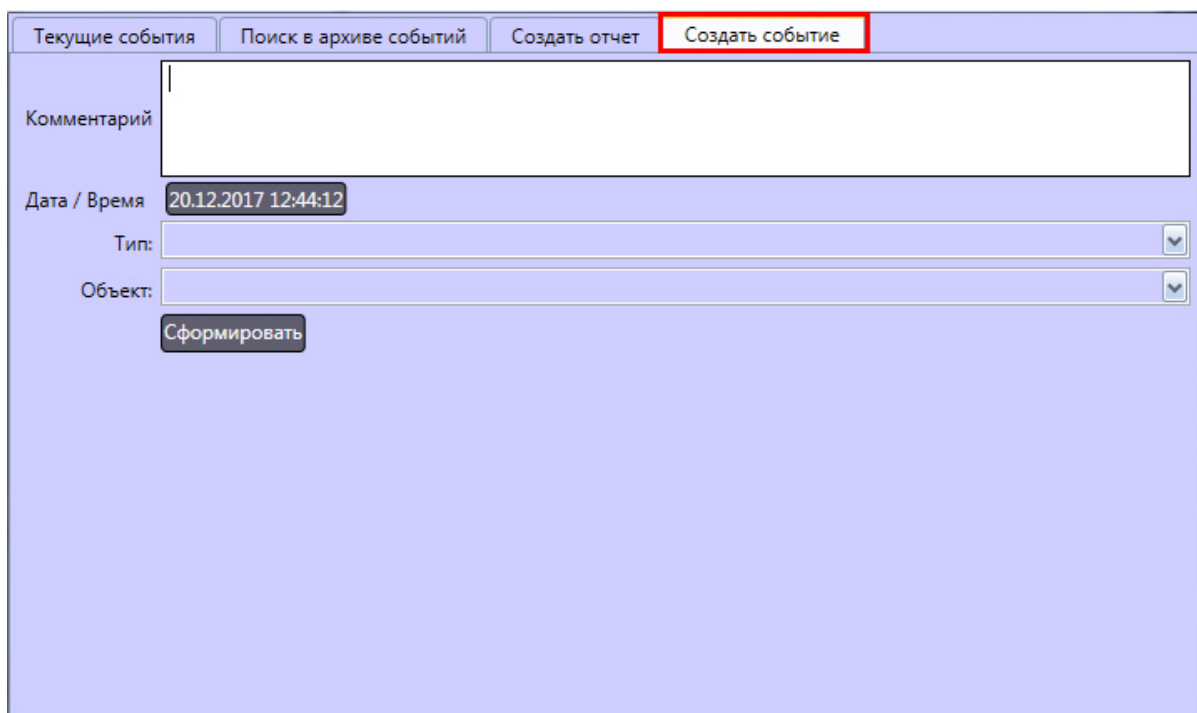 Текущие события Поиск в архиве событий Создать отчет Создать событие
Комментарий
Дата / Время 20.12.2017 12:44:12
Тип:
Объект:
Сформировать